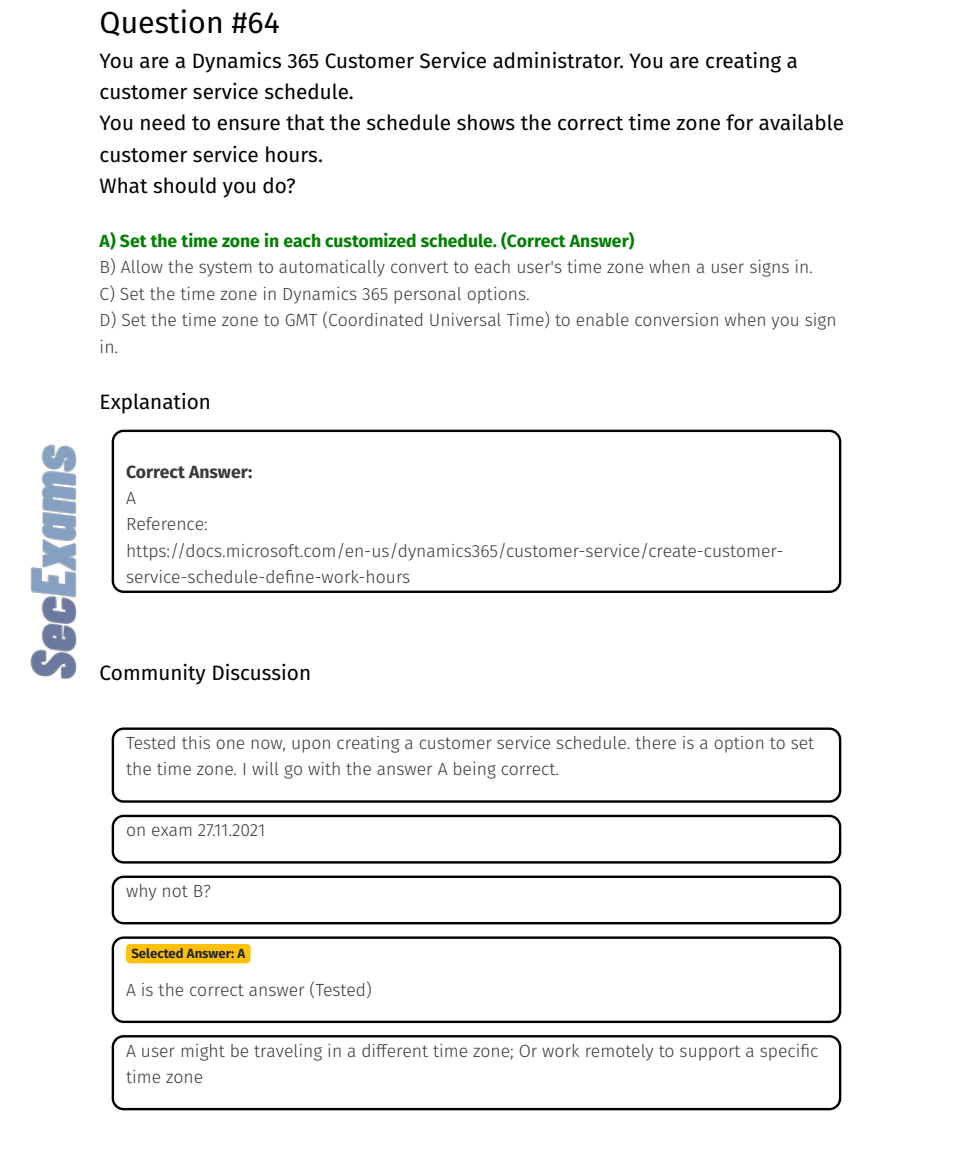 Question #64
You are a Dynamics 365 Customer Service administrator. You are creating a
customer service schedule.
You need to ensure that the schedule shows the correct time zone for available
customer service hours.
What should you do?
A) Set the time zone in each customized schedule. (Correct Answer)
B) Allow the system to automatically convert to each user's time zone when a user signs in.
C) Set the time zone in Dynamics 365 personal options.
D) Set the time zone to GMT (Coordinated Universal Time) to enable conversion when you sign
in.
Explanation
Correct Answer:
A
Reference:
https://docs.microsoft.com/en-us/dynamics365/customer-service/create-customer-
service-schedule-define-work-hours
SecExams
Community Discussion
Tested this one now, upon creating a customer service schedule. there is a option to set
the time zone. I will go with the answer A being correct.
on exam 27.11.2021
why not B?
Selected Answer: A
A is the correct answer (Tested)
A user might be traveling in a different time zone; Or work remotely to support a specific
time zone